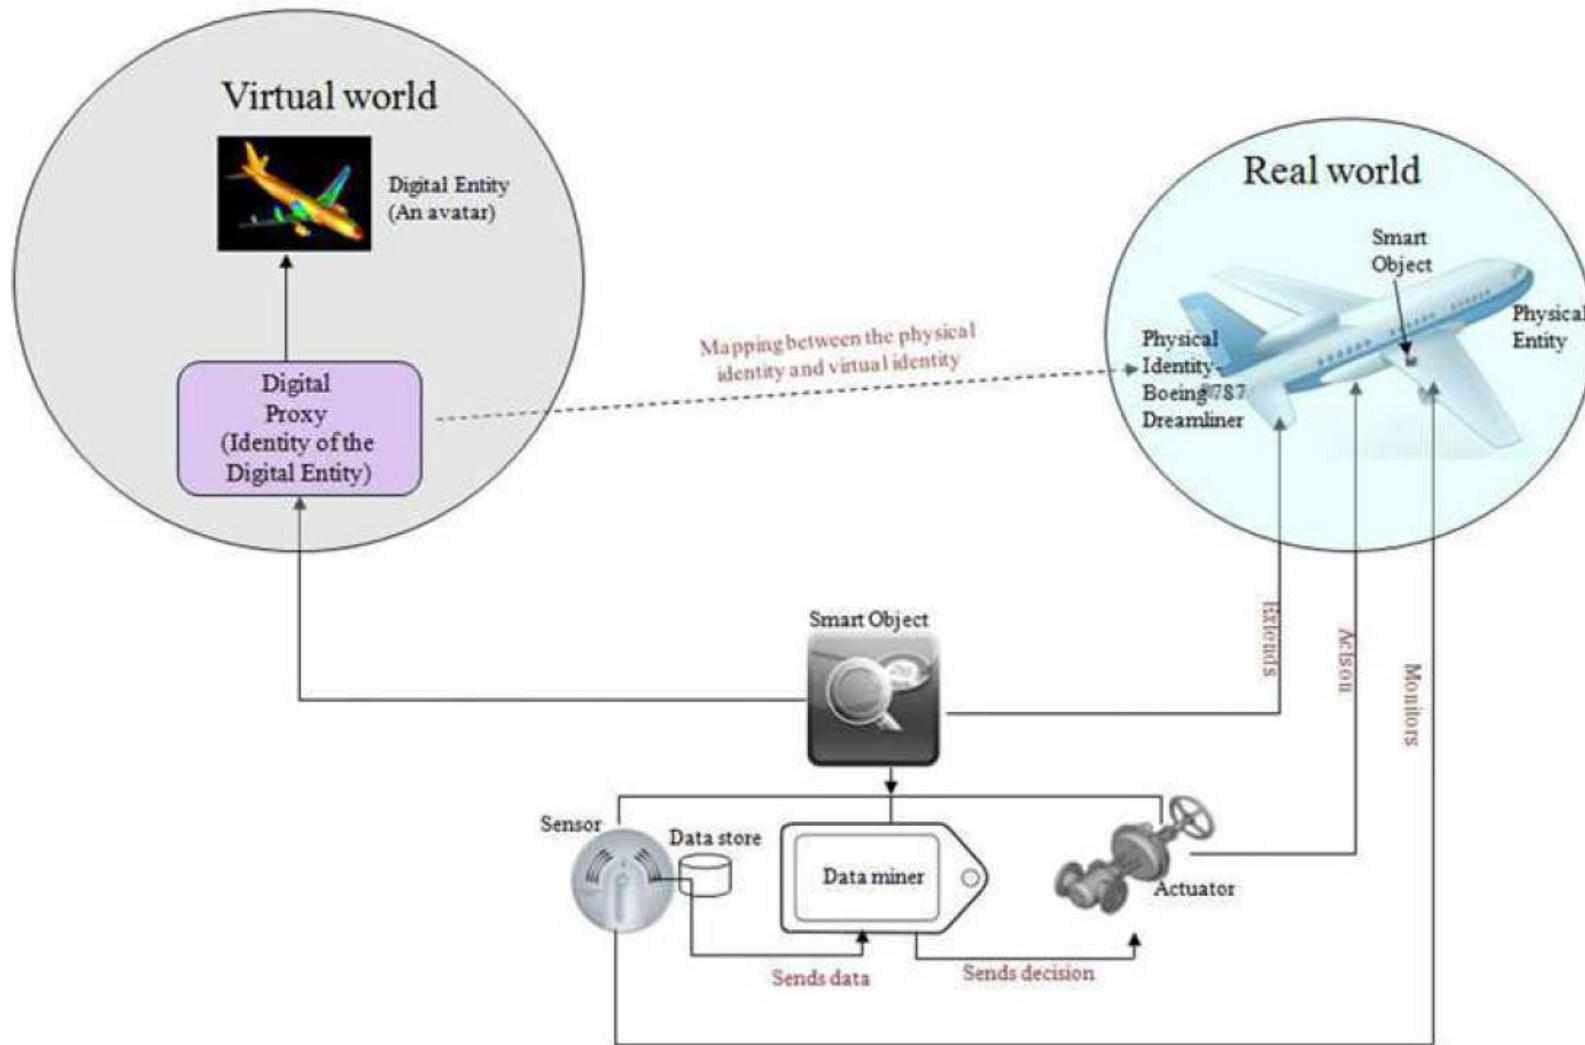 Virtual world
Digital Entity
(An avatar)
Digital
Proxy
(Identity of the
Digital Entity)
Mapping between the physical
identity and virtual identity
Real world
Smart
Object
Physical
Entity
Physical
Identity-
Boeing 787
Dreamliner
Extends
Acts on
Monitors
Smart Object
Sensor
Data store
Data miner
Actuator
Sends data
Sends decision